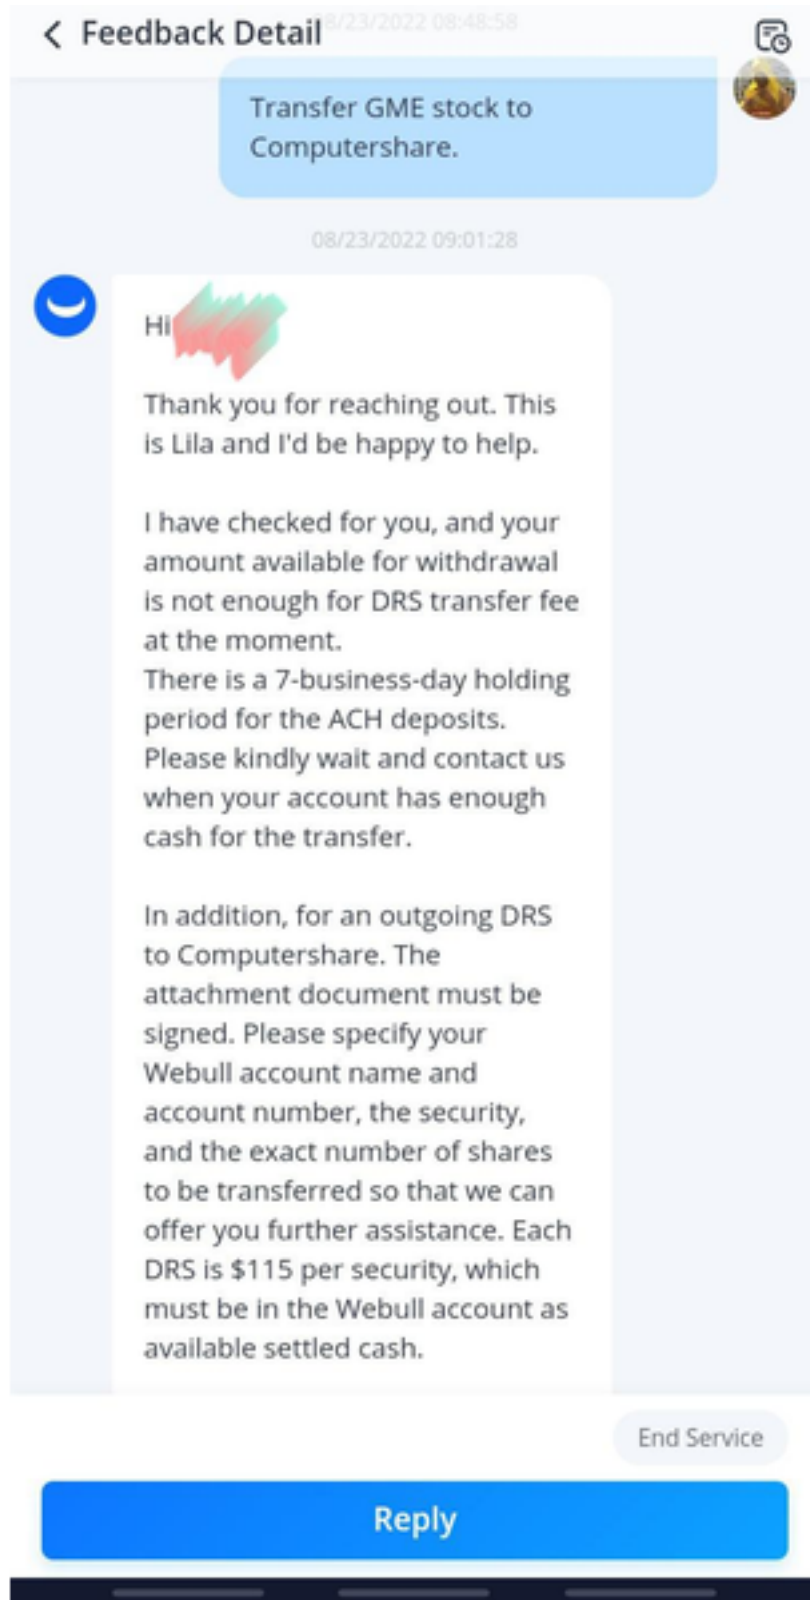 08/23/2022 08:48:58
Feedback Detail
Transfer GME stock to
Computershare.
08/23/2022 09:01:28
Hi
Thank you for reaching out. This
is Lila and I'd be happy to help.
I have checked for you, and your
amount available for withdrawal
is not enough for DRS transfer fee
at the moment.
There is a 7-business-day holding
period for the ACH deposits.
Please kindly wait and contact us
when your account has enough
cash for the transfer.
In addition, for an outgoing DRS
to Computershare. The
attachment document must be
signed. Please specify your
Webull account name and
account number, the security,
and the exact number of shares
to be transferred so that we can
offer you further assistance. Each
DRS is $115 per security, which
must be in the Webull account as
available settled cash.
End Service
Reply